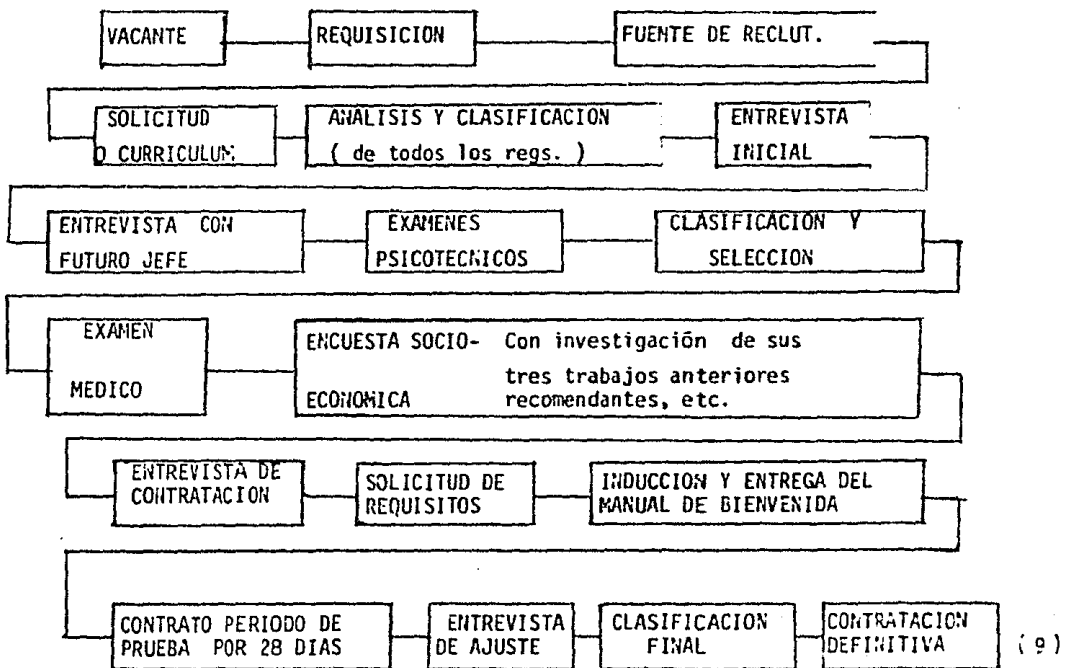 VACANTE REQUISICION FUENTE DE RECLUT.
SOLICITUD ANALISIS Y CLASIFICACION ENTREVISTA
O CURRICULUM ( de todos los regs. ) INICIAL
ENTREVISTA CON EXAMENES CLASIFICACION Y
FUTURO JEFE PSICOTECNICOS SELECCION
EXAMEN ENCUESTA SOCIO- Con investigación de sus
tres trabajos anteriores
MEDICO ECONOMICA recomendantes, etc.
ENTREVISTA DE SOLICITUD DE INDUCCION Y ENTREGA DEL
CONTRATACION REQUISITOS MANUAL DE BIENVENIDA
CONTRATO PERIODO DE ENTREVISTA CLASIFICACION CONTRATACION
PRUEBA POR 28 DIAS DE AJUSTE FINAL DEFINITIVA (9)